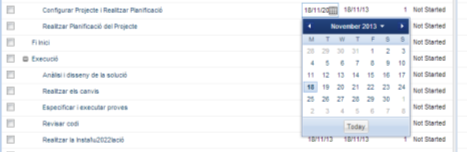 Configurar Projecte i Realitzar Planificació 18/11/20 18/11/13 1 Not Started
Realitzar Planificació del Projecte Not Started
Fi Inici Not Started
Execució Not Started
Anàlisi i disseny de la solució Not Started
Realitzar els canvis Not Started
Especificar i executar proves Not Started
Revisar codi Not Started
Realitzar la Instal\u2022lació 18/11/13 18/11/13 1 Not Started
November 2013
M T W T F S S
28 29 30 31 1 2 3
4 5 6 7 8 9 10
11 12 13 14 15 16 17
18 19 20 21 22 23 24
25 26 27 28 29 30 1
2 3 4 5 6 7 8
Today